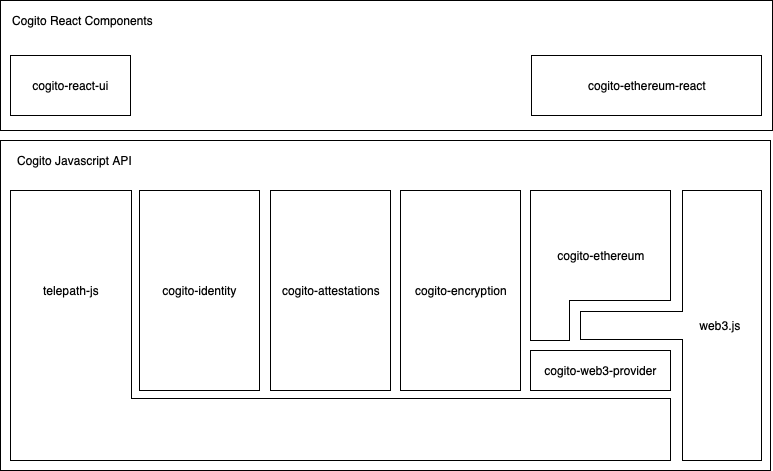 Cogito React Components
cogito-react-ui
cogito-ethereum-react
Cogito Javascript API
telepath-js
cogito-identity
cogito-attestations
cogito-encryption
cogito-ethereum
web3.js
cogito-web3-provider